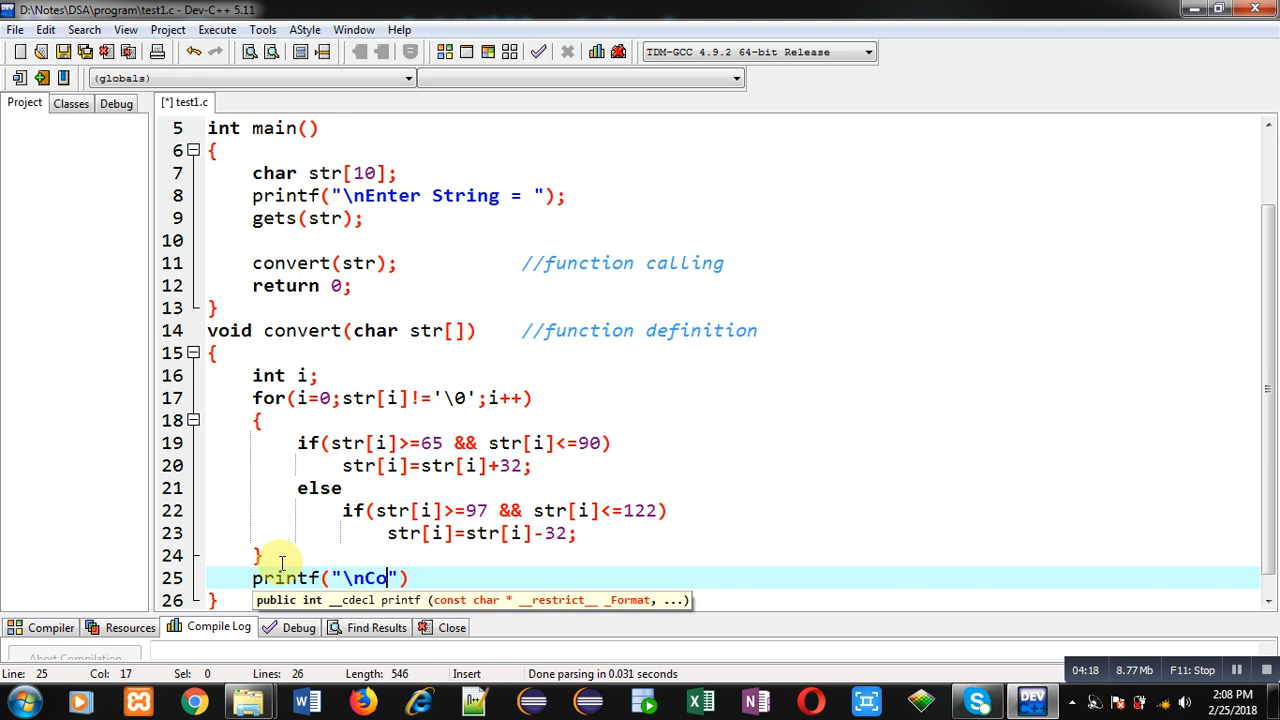 D:\Notes\DSA\program\test1.c - Dev-C++ 5.11
File Edit Search View Project Execute Tools AStyle Window Help
TDM-GCC 4.9.2 64-bit Release
(globals)
Project Classes Debug [*] test1.c
5 int main()
6 {
7 char str[10];
8 printf("\nEnter String = ");
9 gets(str);
10
11 convert(str); //function calling
12 return 0;
13 }
14 void convert(char str[]) //function definition
15 {
16 int i;
17 for(i=0;str[i]!='\0';i++)
18 {
19 if(str[i]>=65 && str[i]<=90)
20 str[i]=str[i]+32;
21 else
22 if(str[i]>=97 && str[i]<=122)
23 str[i]=str[i]-32;
24 }
25 printf("\nCo")
26 }
public int __cdecl printf (const char * __restrict__ _Format, ...)
Compiler Resources Compile Log Debug Find Results Close
Abort Compilation
Line: 25 Col: 17 Sel: 0 Lines: 26 Length: 546 Insert Done parsing in 0.031 seconds
04:18 8.77 Mb F11: Stop
2:08 PM
2/25/2018